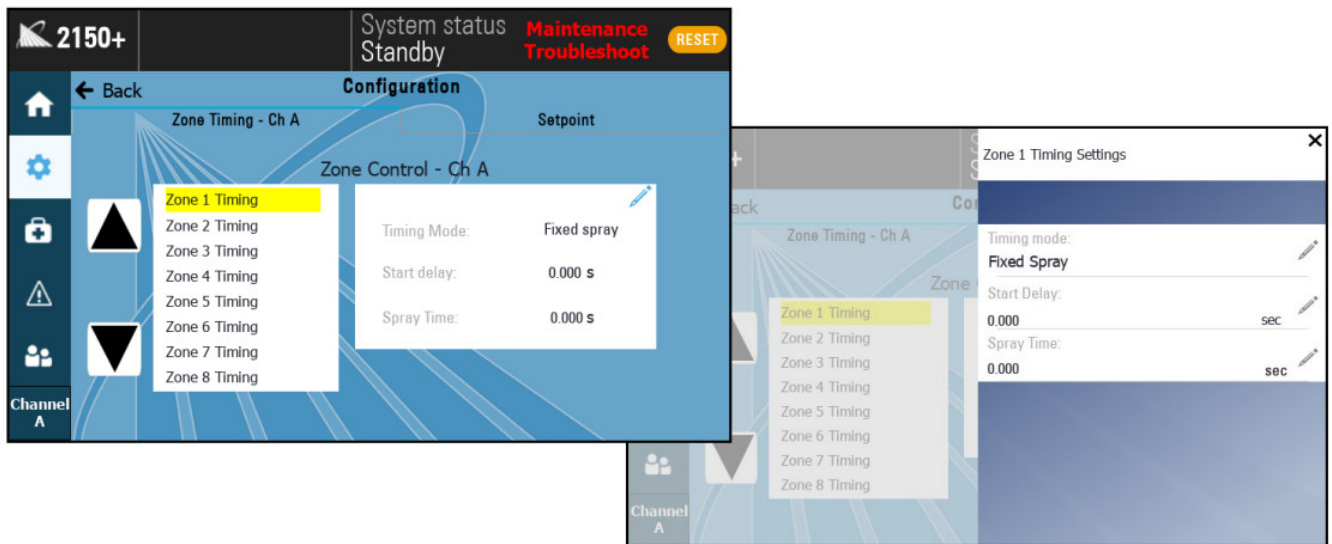 2150+
System status
Standby
Maintenance
Troubleshoot
RESET
Back
Configuration
Zone Timing - Ch A
Setpoint
Zone Control - Ch A
Zone 1 Timing
Zone 2 Timing
Zone 3 Timing
Zone 4 Timing
Zone 5 Timing
Zone 6 Timing
Zone 7 Timing
Zone 8 Timing
Timing Mode: Fixed spray
Start delay: 0.000 s
Spray Time: 0.000 s
Channel
A
+
S
S
ack
Con
Zone Timing - Ch A
Zone
Zone 1 Timing
Zone 2 Timing
Zone 3 Timing
Zone 4 Timing
Zone 5 Timing
Zone 6 Timing
Zone 7 Timing
Zone 8 Timing
Channel
A
Zone 1 Timing Settings
Timing mode:
Fixed Spray
Start Delay:
0.000 sec
Spray Time:
0.000 sec